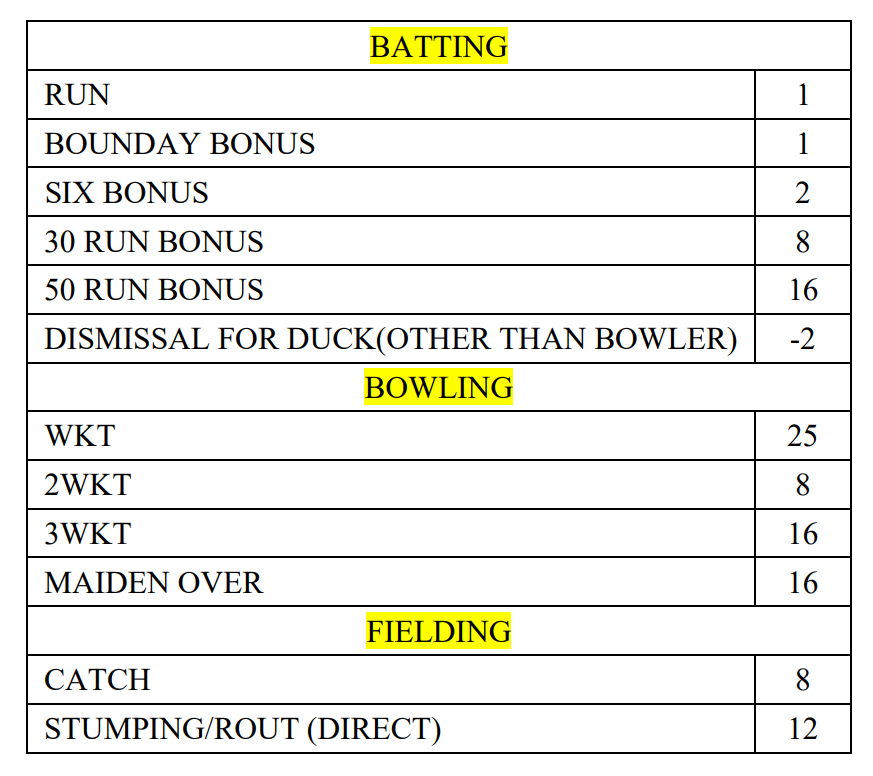 BATTING
RUN 1
BOUNDAY BONUS 1
SIX BONUS 2
30 RUN BONUS 8
50 RUN BONUS 16
DISMISSAL FOR DUCK(OTHER THAN BOWLER) -2
BOWLING
WKT 25
2WKT 8
3WKT 16
MAIDEN OVER 16
FIELDING
CATCH 8
STUMPING/ROUT (DIRECT) 12